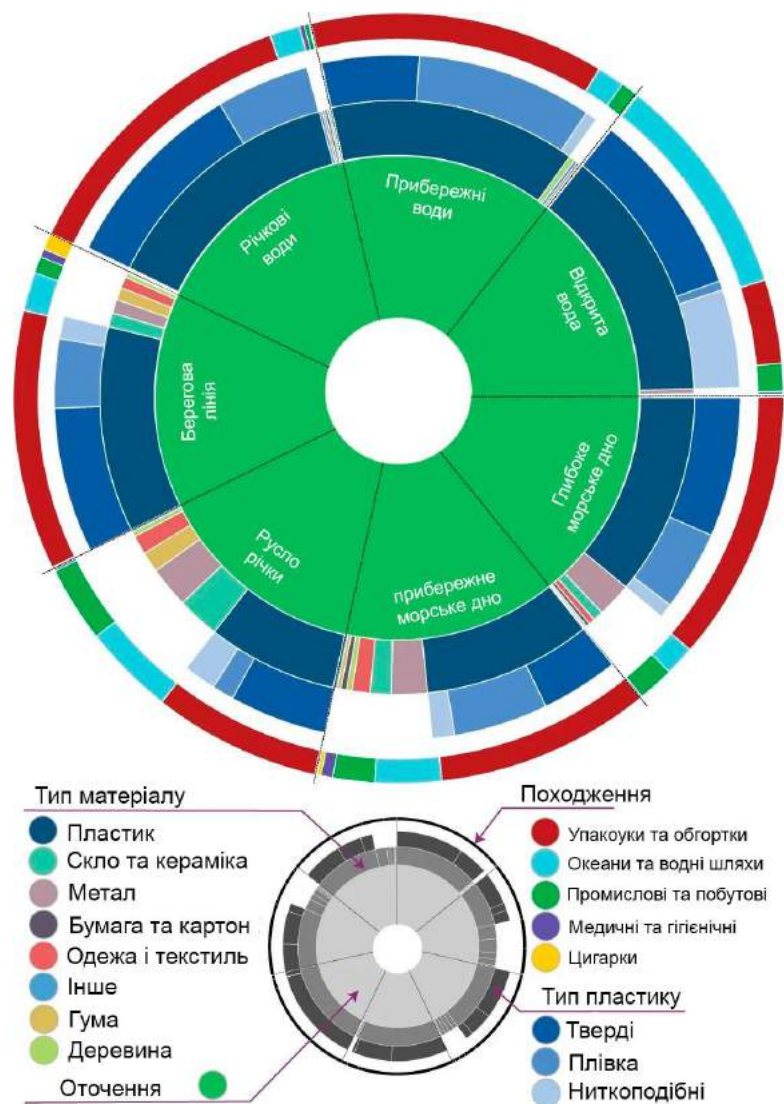 Прибережні
води
Річкові
води
Відкрита
вода
Берегова
лінія
Глибоке
морське дно
Русло
річки
прибережне
морське дно
Тип матеріалу
Пластик
Скло та кераміка
Метал
Бумага та картон
Одежа і текстиль
Інше
Гума
Деревина
Оточення
Походження
Упакоуки та обгортки
Океани та водні шляхи
Промислові та побутові
Медичні та гігієнічні
Цигарки
Тип пластику
Тверді
Плівка
Ниткоподібні